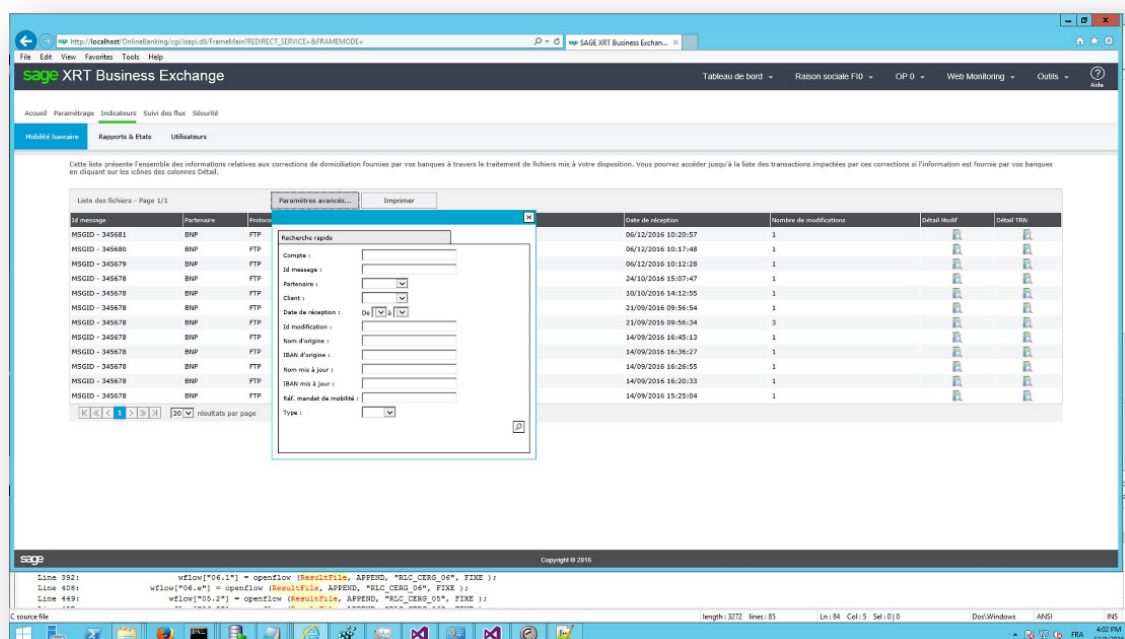 http://localhost/OnlineBanking/cgi/isapi.dll/FrameMain?REDIRECT_SERVICE=&FRAMEMODE=
sage SAGE XRT Business Exchan...
File Edit View Favorites Tools Help
sage XRT Business Exchange
Tableau de bord Raison sociale FI0 OP 0 Web Monitoring Outils ? Aide
Accueil Paramétrage Indicateurs Suivi des flux Sécurité
Mobilité bancaire Rapports & Etats Utilisateurs
Cette liste présente l'ensemble des informations relatives aux corrections de domiciliation fournies par vos banques à travers le traitement de fichiers mis à votre disposition. Vous pourrez accéder jusqu'à la liste des transactions impactées par ces corrections si l'information est fournie par vos banques
en cliquant sur les icônes des colonnes Détail.
Liste des fichiers - Page 1/1 Paramètres avancés... Imprimer
Id message Partenaire Protoco Date de réception Nombre de modifications Détail Modif Détail TRN
MSGID - 345681 BNP FTP 06/12/2016 10:20:57 1
MSGID - 345680 BNP FTP 06/12/2016 10:17:48 1
MSGID - 345679 BNP FTP 06/12/2016 10:12:28 1
MSGID - 345678 BNP FTP 24/10/2016 15:07:47 1
MSGID - 345678 BNP FTP 10/10/2016 14:12:55 1
MSGID - 345678 BNP FTP 21/09/2016 09:56:54 1
MSGID - 345678 BNP FTP 21/09/2016 09:56:34 3
MSGID - 345678 BNP FTP 14/09/2016 16:45:13 1
MSGID - 345678 BNP FTP 14/09/2016 16:36:27 1
MSGID - 345678 BNP FTP 14/09/2016 16:26:55 1
MSGID - 345678 BNP FTP 14/09/2016 16:20:33 1
MSGID - 345678 BNP FTP 14/09/2016 15:25:04 1
1 20 résultats par page
Recherche rapide
Compte :
Id message :
Partenaire :
Client :
Date de réception : De à
Id modification :
Nom d'origine :
IBAN d'origine :
Nom mis à jour :
IBAN mis à jour :
Réf. mandat de mobilité :
Type :
sage Copyright © 2016
Line 392: wflow["06.1"] = openflow (ResultFile, APPEND, "RLC_CERG_06", FIXE );
Line 408: wflow["06.e"] = openflow (ResultFile, APPEND, "RLC_CERG_06", FIXE );
Line 449: wflow["05.2"] = openflow (ResultFile, APPEND, "RLC_CERG_05", FIXE );
C source file length : 3272 lines : 85 Ln : 84 Col : 5 Sel : 0 | 0 Dos\Windows ANSI INS
FRA 4:02 PM